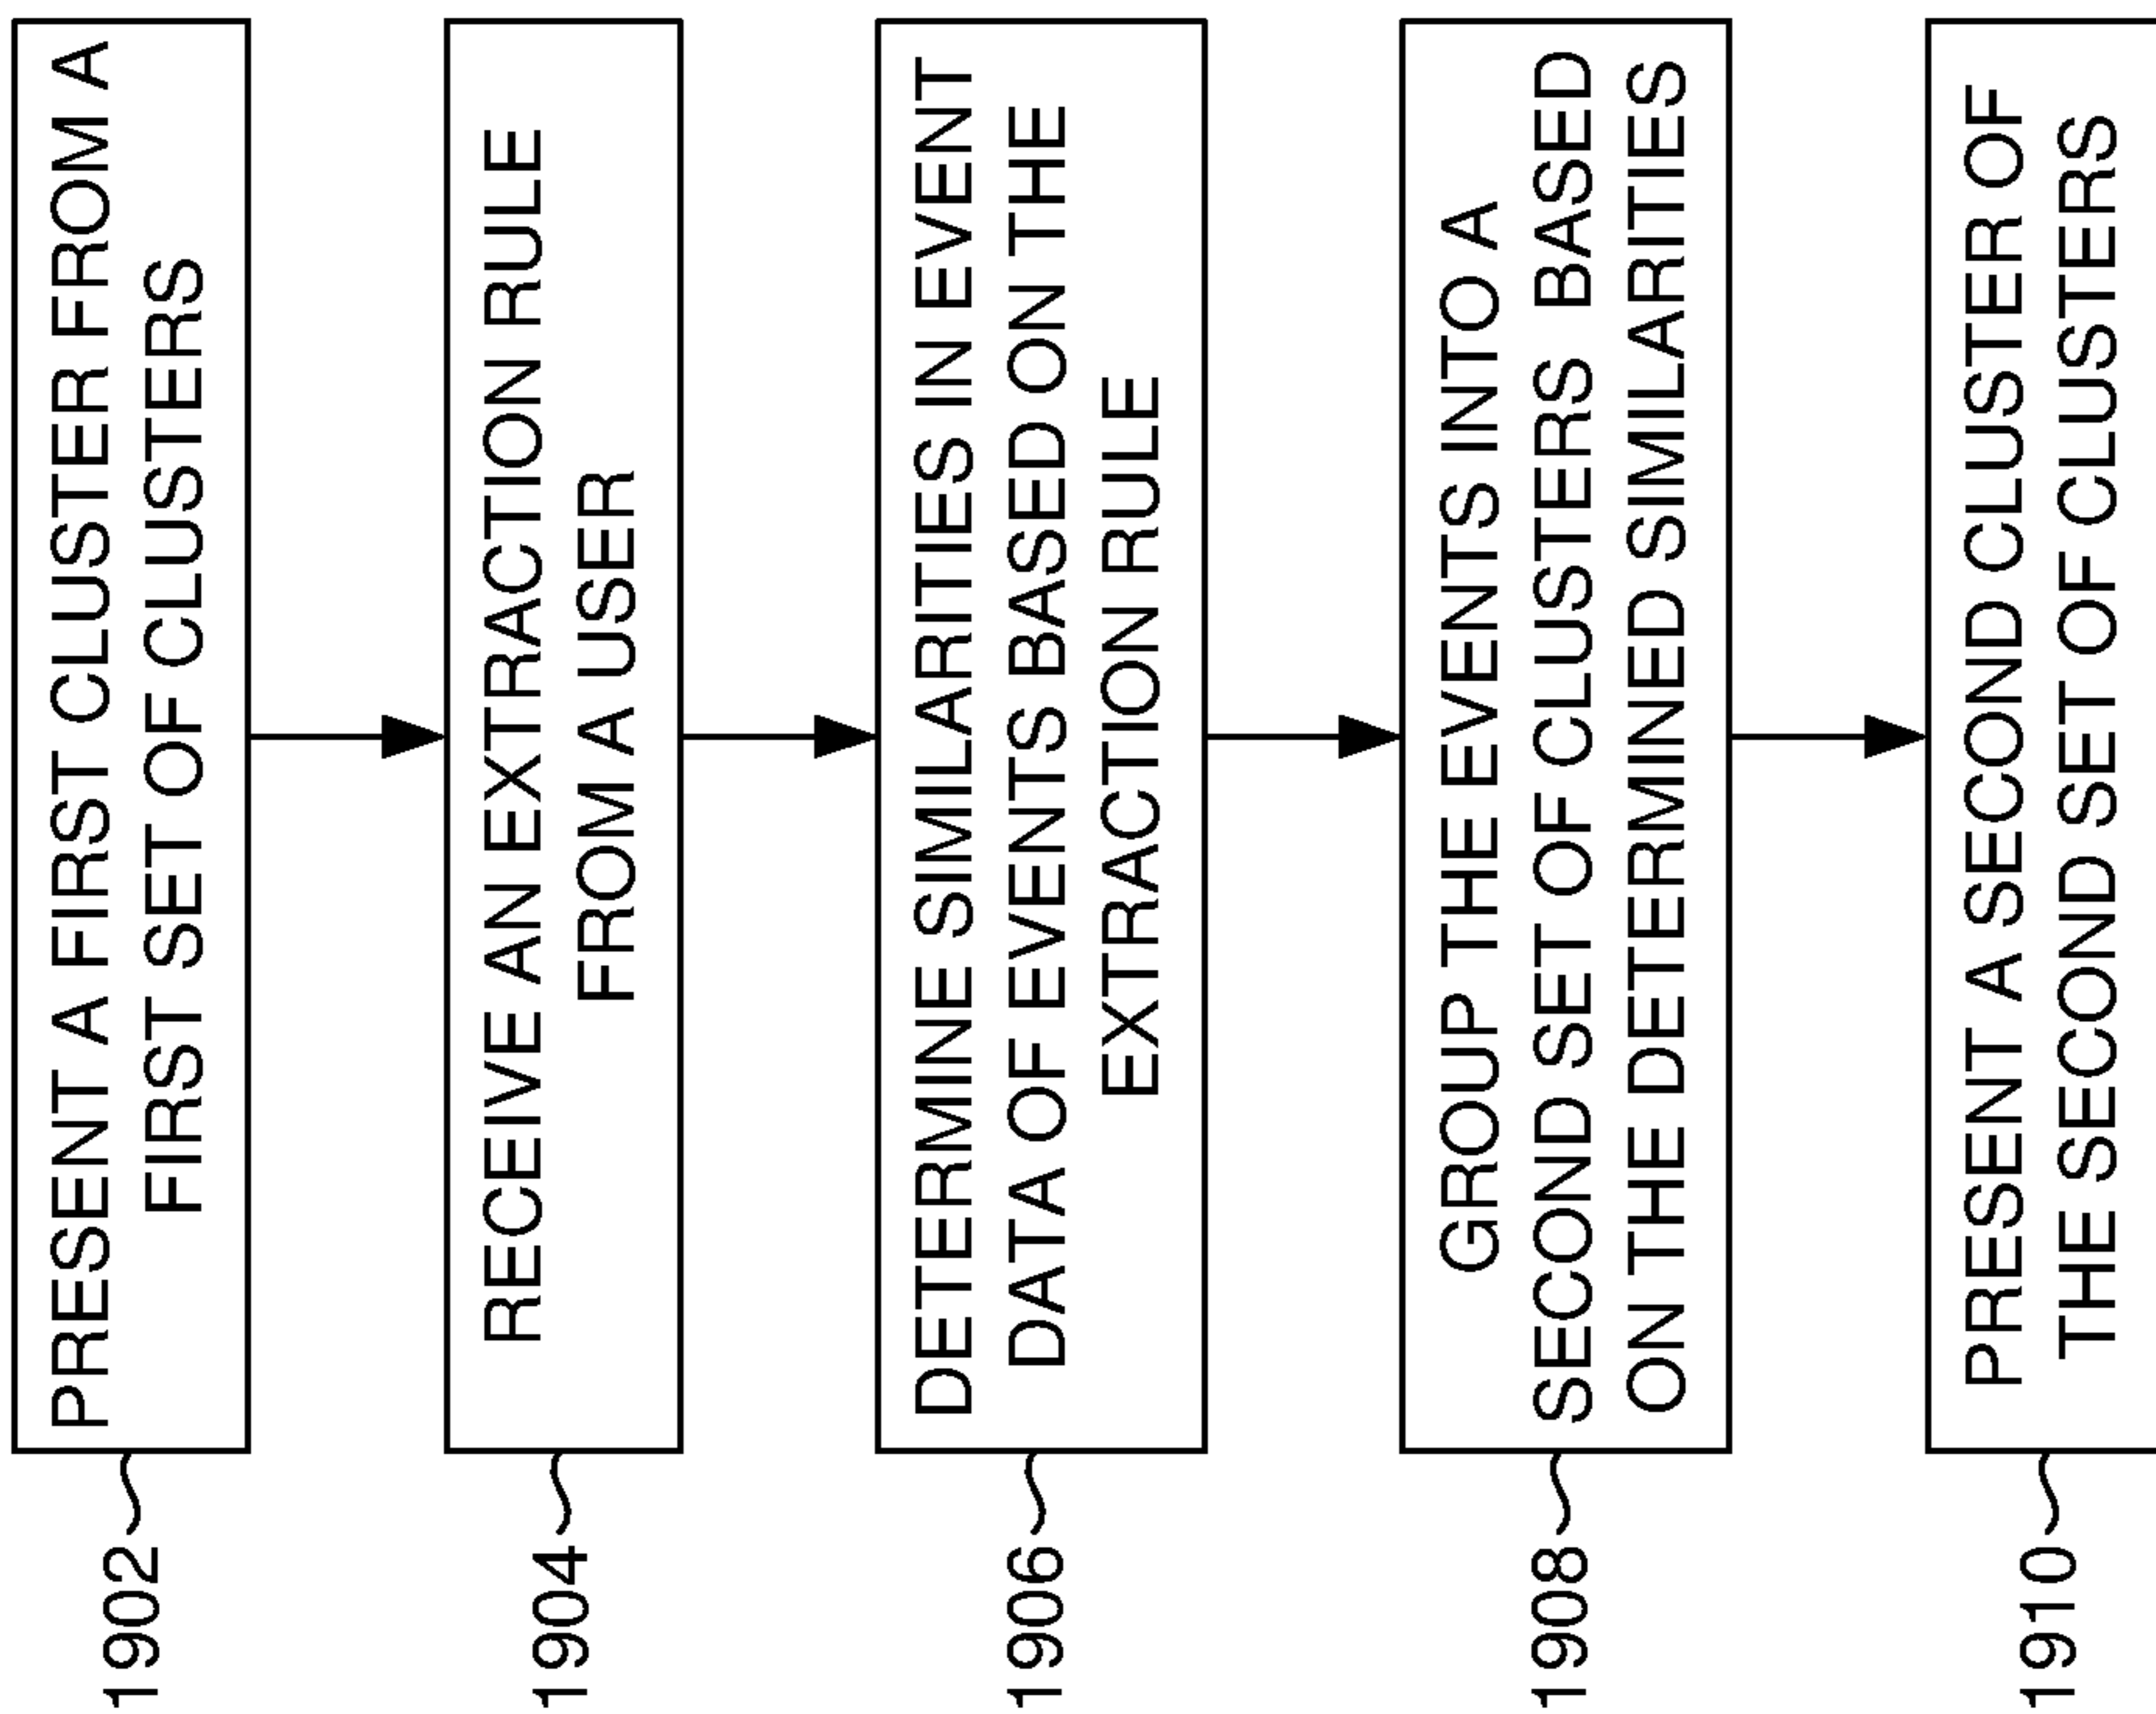 PRESENT A FIRST CLUSTER FROM A
FIRST SET OF CLUSTERS
1902
RECEIVE AN EXTRACTION RULE
FROM A USER
1904
DETERMINE SIMILARITIES IN EVENT
DATA OF EVENTS BASED ON THE
EXTRACTION RULE
1906
GROUP THE EVENTS INTO A
SECOND SET OF CLUSTERS BASED
ON THE DETERMINED SIMILARITIES
1908
PRESENT A SECOND CLUSTER OF
THE SECOND SET OF CLUSTERS
1910